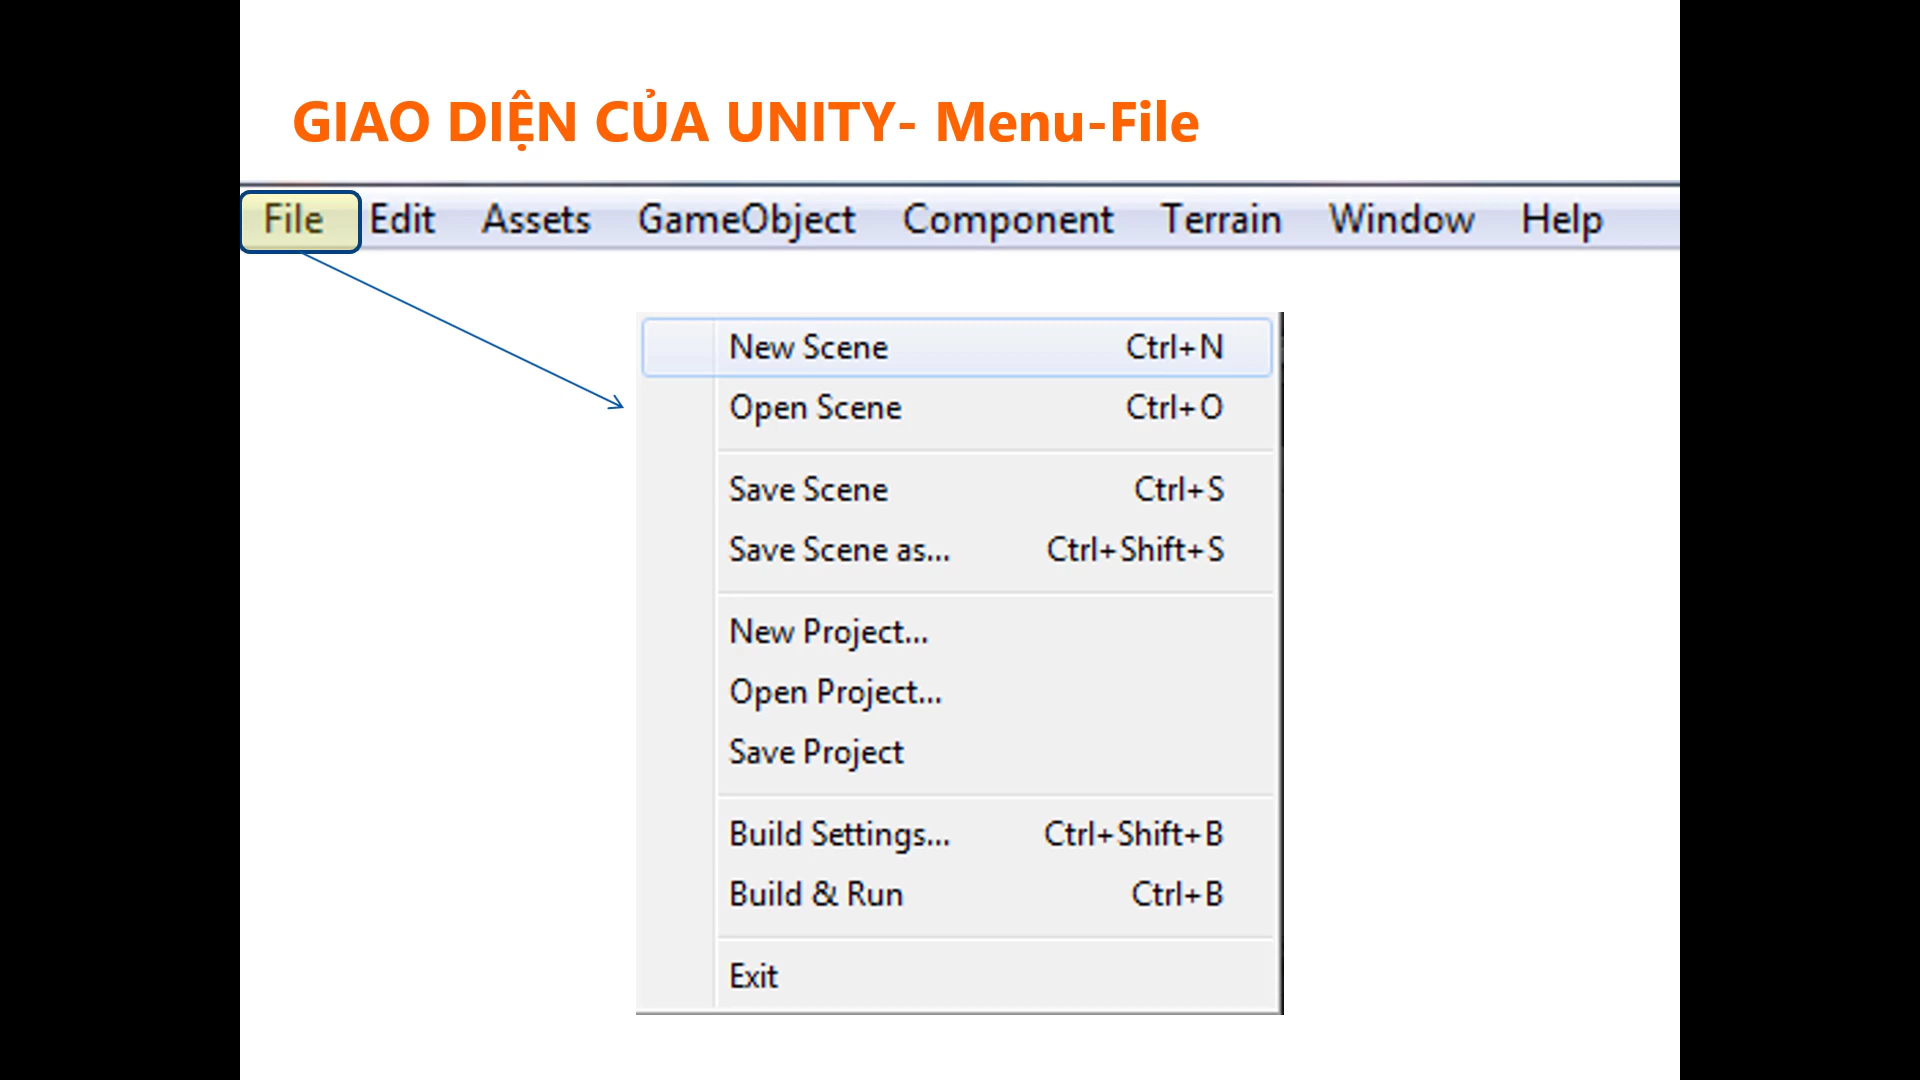 GIAO DIỆN CỦA UNITY- Menu-File
File Edit Assets GameObject Component Terrain Window Help
New Scene Ctrl+N
Open Scene Ctrl+O
Save Scene Ctrl+S
Save Scene as... Ctrl+Shift+S
New Project...
Open Project...
Save Project
Build Settings... Ctrl+Shift+B
Build & Run Ctrl+B
Exit